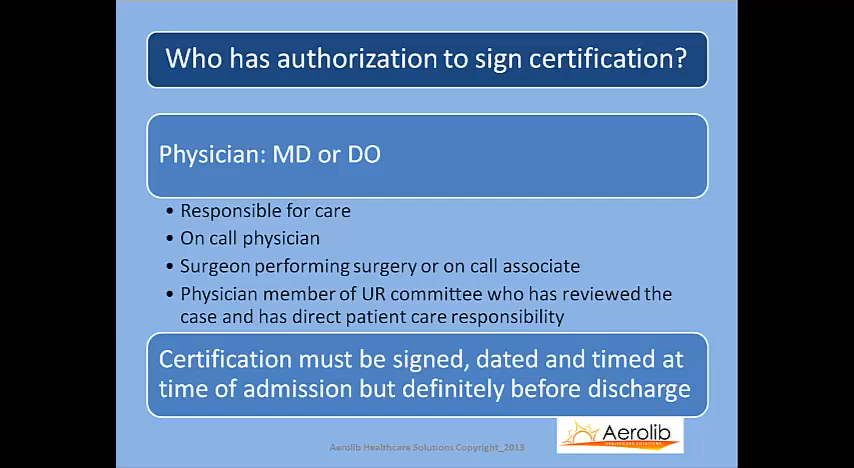 Who has authorization to sign certification?
Physician: MD or DO
• Responsible for care
• On call physician
• Surgeon performing surgery or on call associate
• Physician member of UR committee who has reviewed the
case and has direct patient care responsibility
Certification must be signed, dated and timed at
time of admission but definitely before discharge
Aerolib Healthcare Solutions Copyright_2013
Aerolib
HEALTHCARE SOLUTIONS